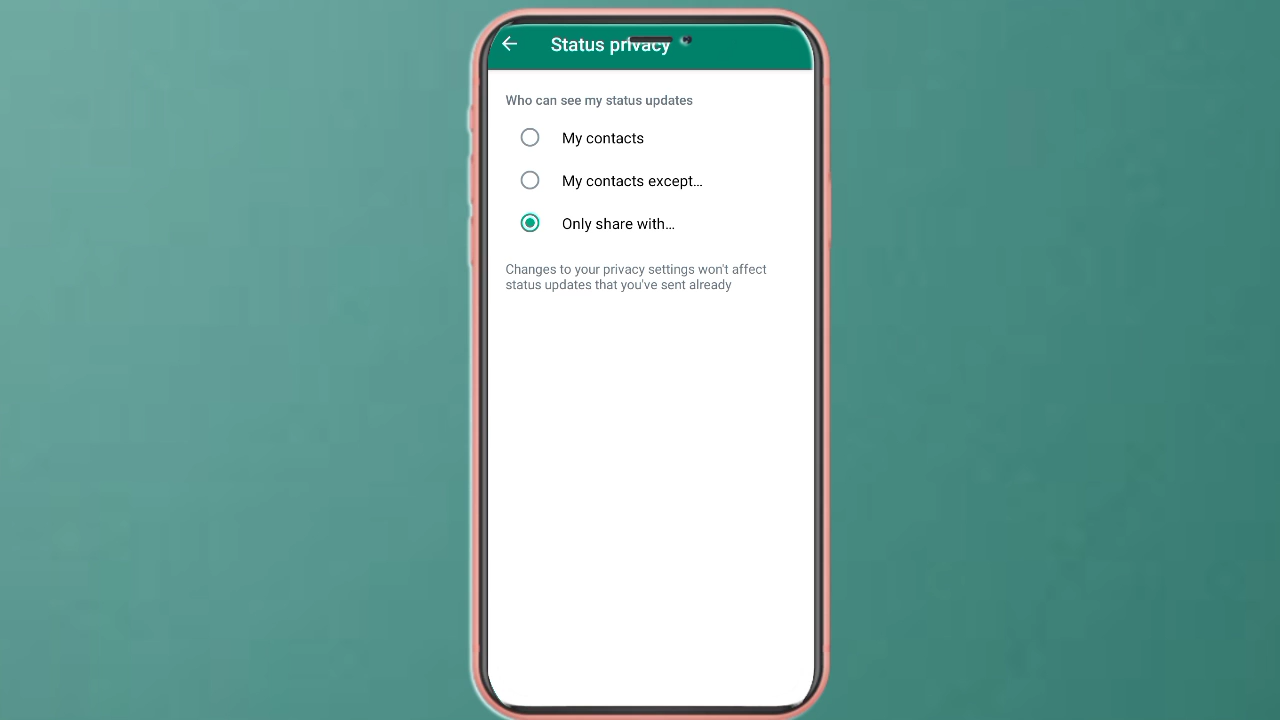 Status privacy
Who can see my status updates
My contacts
My contacts except...
Only share with...
Changes to your privacy settings won't affect
status updates that you've sent already